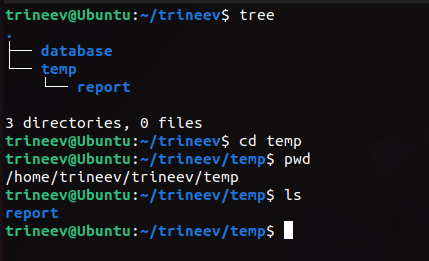 trineev@Ubuntu:~/trineev$ tree
.
├── database
└── temp
    └── report
3 directories, 0 files
trineev@Ubuntu:~/trineev$ cd temp
trineev@Ubuntu:~/trineev/temp$ pwd
/home/trineev/trineev/temp
trineev@Ubuntu:~/trineev/temp$ ls
report
trineev@Ubuntu:~/trineev/temp$